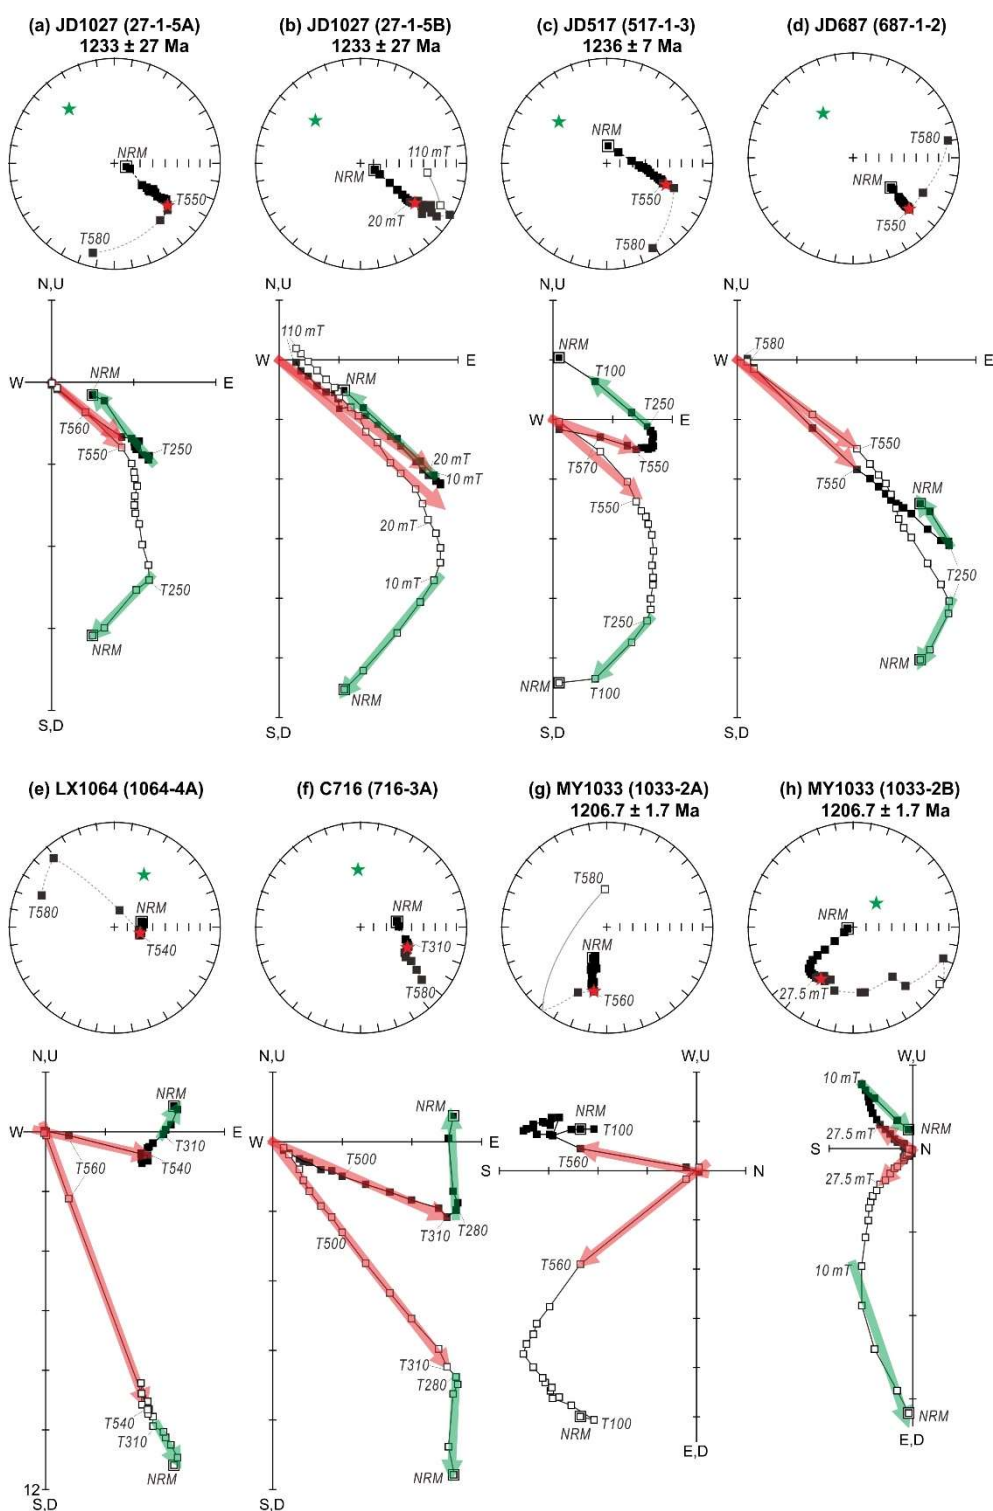 (a) JD1027 (27-1-5A)
1233 ± 27 Ma
NRM
T550
T580
N,U
W
E
NRM
T560
T550
T250
T250
NRM
S,D
(b) JD1027 (27-1-5B)
1233 ± 27 Ma
110 mT
NRM
20 mT
N,U
110 mT
W
E
NRM
20 mT
10 mT
20 mT
10 mT
NRM
S,D
(c) JD517 (517-1-3)
1236 ± 7 Ma
NRM
T550
T580
N,U
NRM
T100
T250
W
E
T570
T550
T550
T250
NRM
T100
S,D
(d) JD687 (687-1-2)
T580
NRM
T550
N,U
T580
W
E
T550
T550
NRM
T250
NRM
S,D
(e) LX1064 (1064-4A)
T580
NRM
T540
N,U
NRM
W
E
T310
T540
T560
T540
T310
NRM
12
S,D
(f) C716 (716-3A)
NRM
T310
T580
N,U
NRM
W
E
T500
T310
T280
T500
T310
T280
NRM
S,D
(g) MY1033 (1033-2A)
1206.7 ± 1.7 Ma
T580
NRM
T560
W,U
NRM
T100
T560
S
N
T560
T100
NRM
E,D
(h) MY1033 (1033-2B)
1206.7 ± 1.7 Ma
NRM
27.5 mT
W,U
10 mT
NRM
27.5 mT
S
N
27.5 mT
10 mT
NRM
E,D